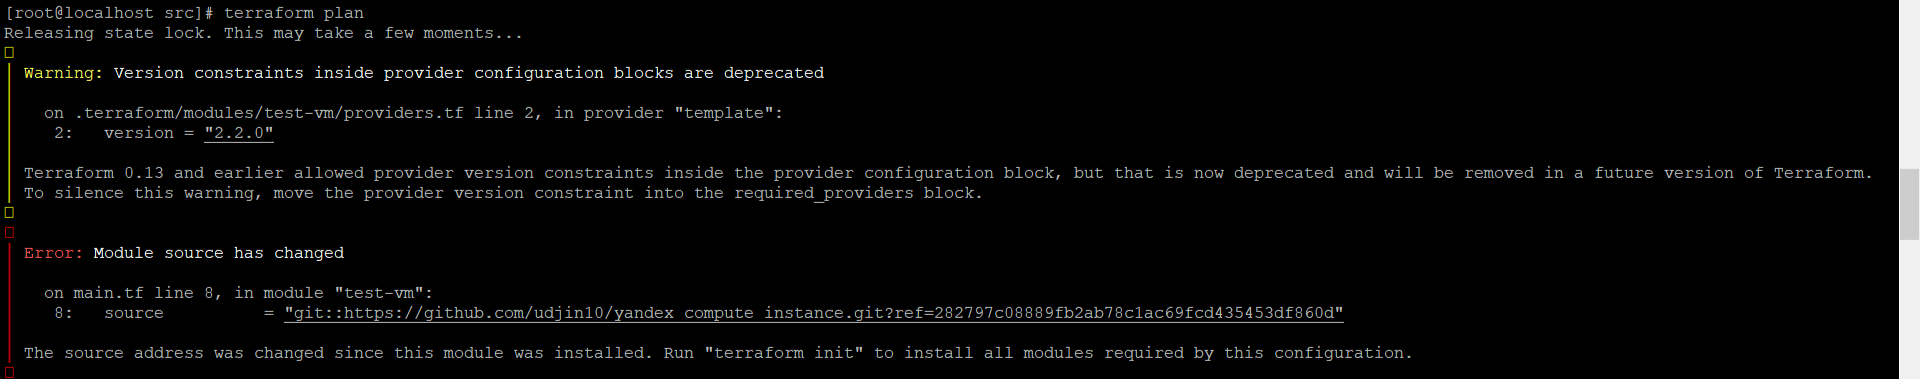 [root@localhost src]# terraform plan
Releasing state lock. This may take a few moments...
Warning: Version constraints inside provider configuration blocks are deprecated
on .terraform/modules/test-vm/providers.tf line 2, in provider "template":
2: version = "2.2.0"
Terraform 0.13 and earlier allowed provider version constraints inside the provider configuration block, but that is now deprecated and will be removed in a future version of Terraform.
To silence this warning, move the provider version constraint into the required_providers block.
Error: Module source has changed
on main.tf line 8, in module "test-vm":
8: source = "git::https://github.com/udjin10/yandex_compute_instance.git?ref=282797c08889fb2ab78c1ac69fcd435453df860d"
The source address was changed since this module was installed. Run "terraform init" to install all modules required by this configuration.